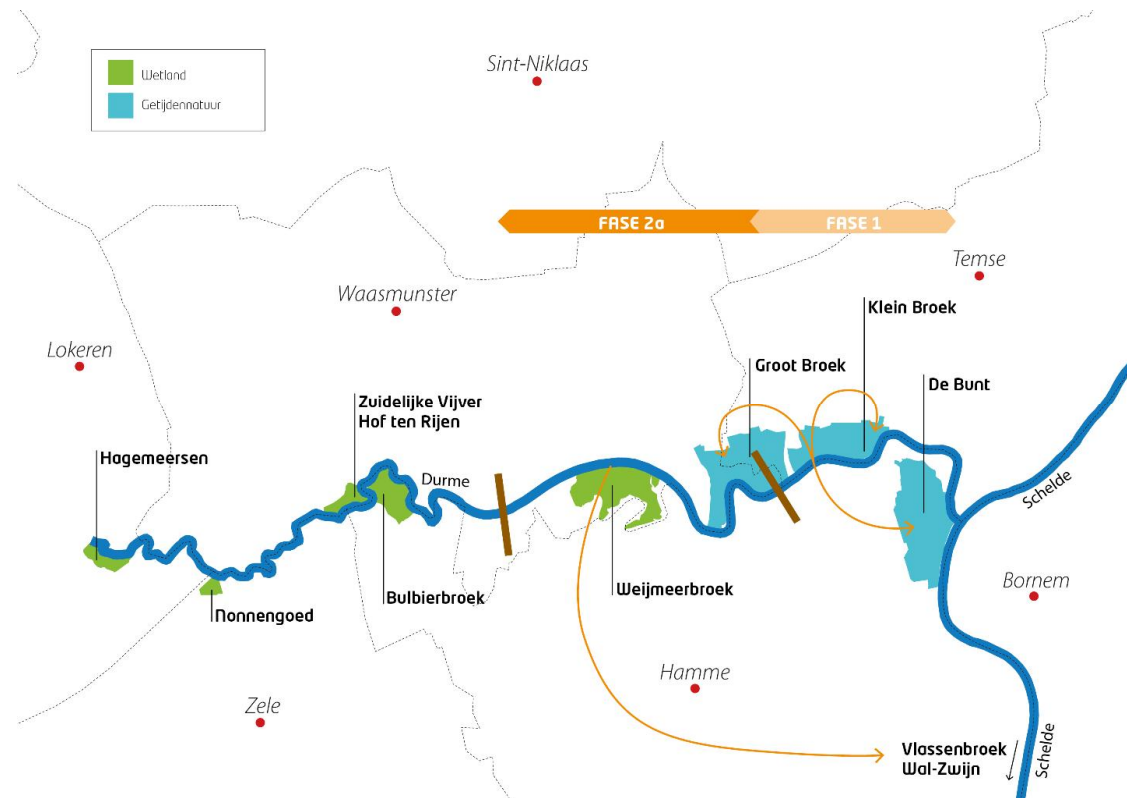 Sint-Niklaas
Wetland
Getijdennatuur
FASE 2a
FASE 1
Temse
Waasmunster
Klein Broek
Lokeren
Groot Broek
De Bunt
Zuidelijke Vijver
Hof ten Rijen
Hagemeersen
Durme
Schelde
Bornem
Weijmeerbroek
Bulbierbroek
Nonnengoed
Hamme
Zele
Vlassenbroek
Wal-Zwijn
Schelde